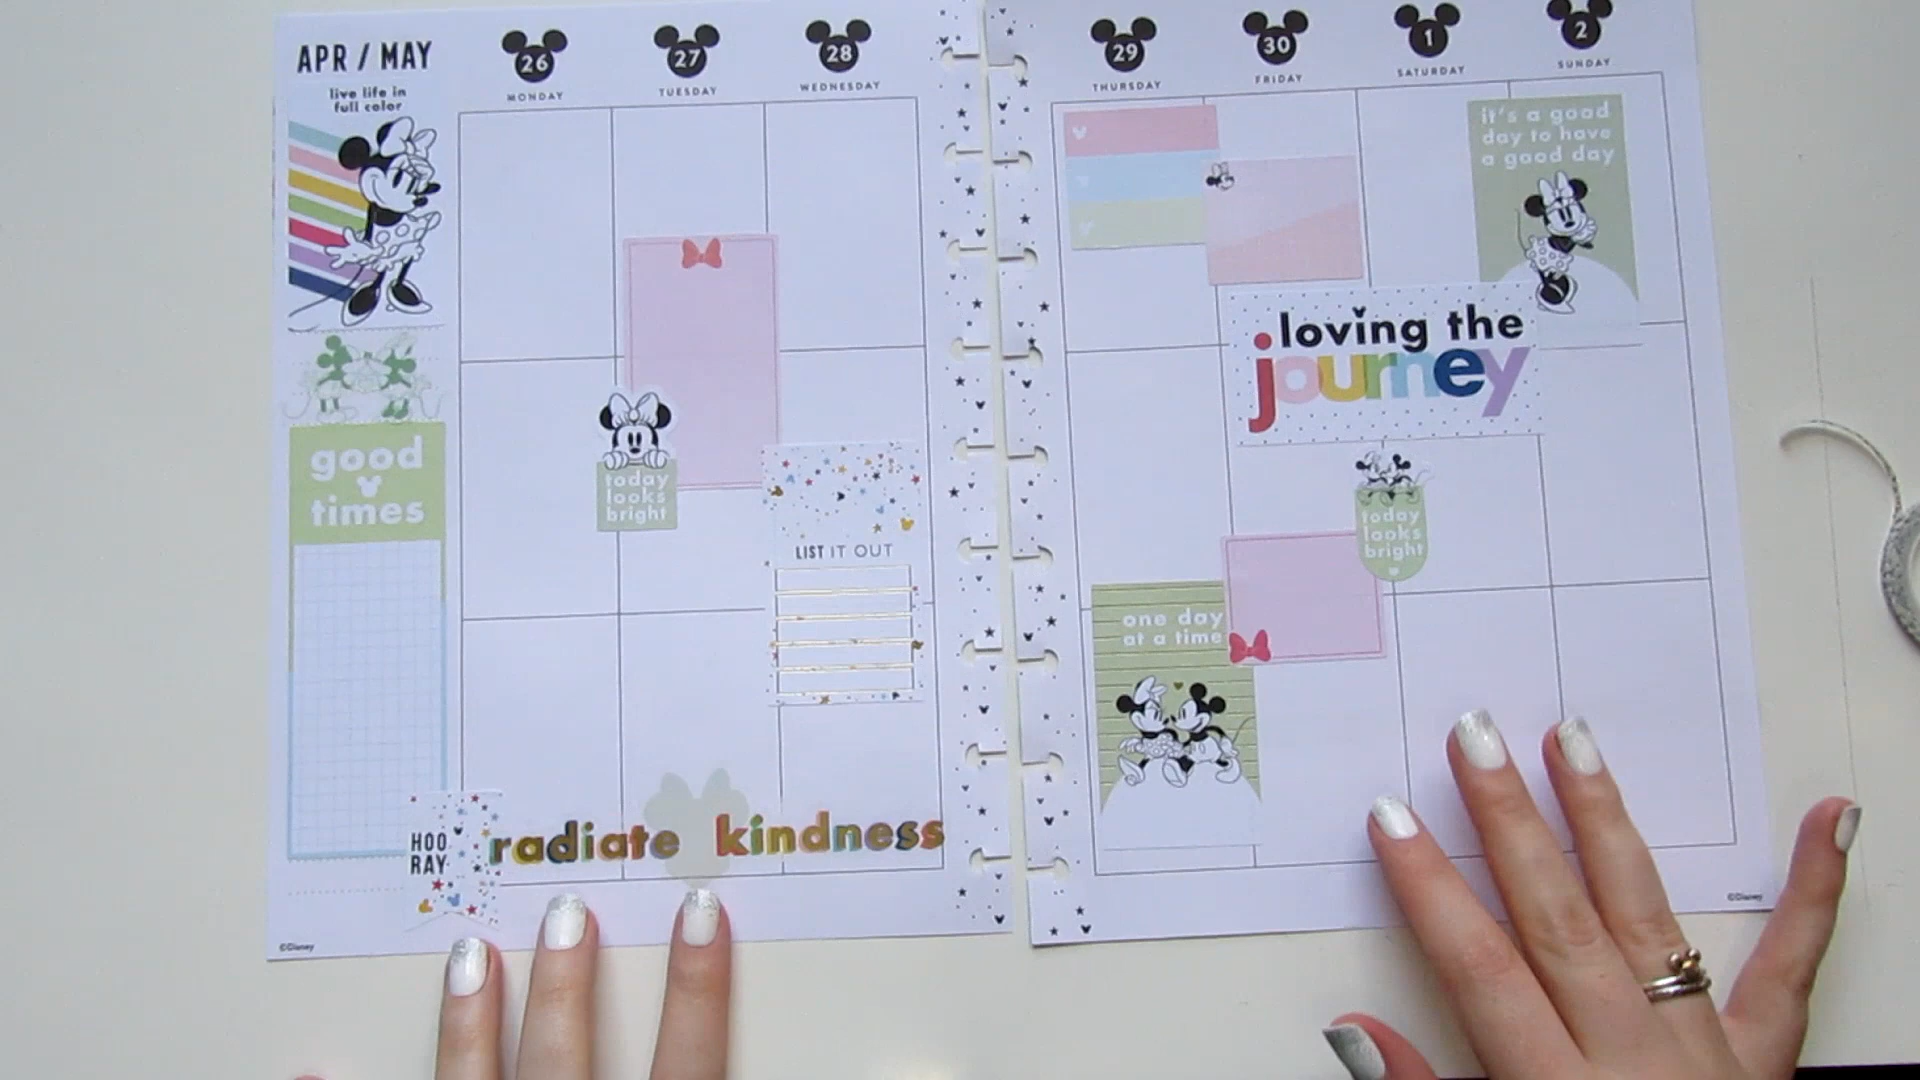 APR / MAY
live life in
full color
good
times
HOO
RAY
©Disney
26
MONDAY
27
TUESDAY
28
WEDNESDAY
today
looks
bright
LIST IT OUT
radiate kindness
29
THURSDAY
30
FRIDAY
1
SATURDAY
2
SUNDAY
it's a good
day to have
a good day
loving the
journey
today
looks
bright
one day
at a time
©Disney